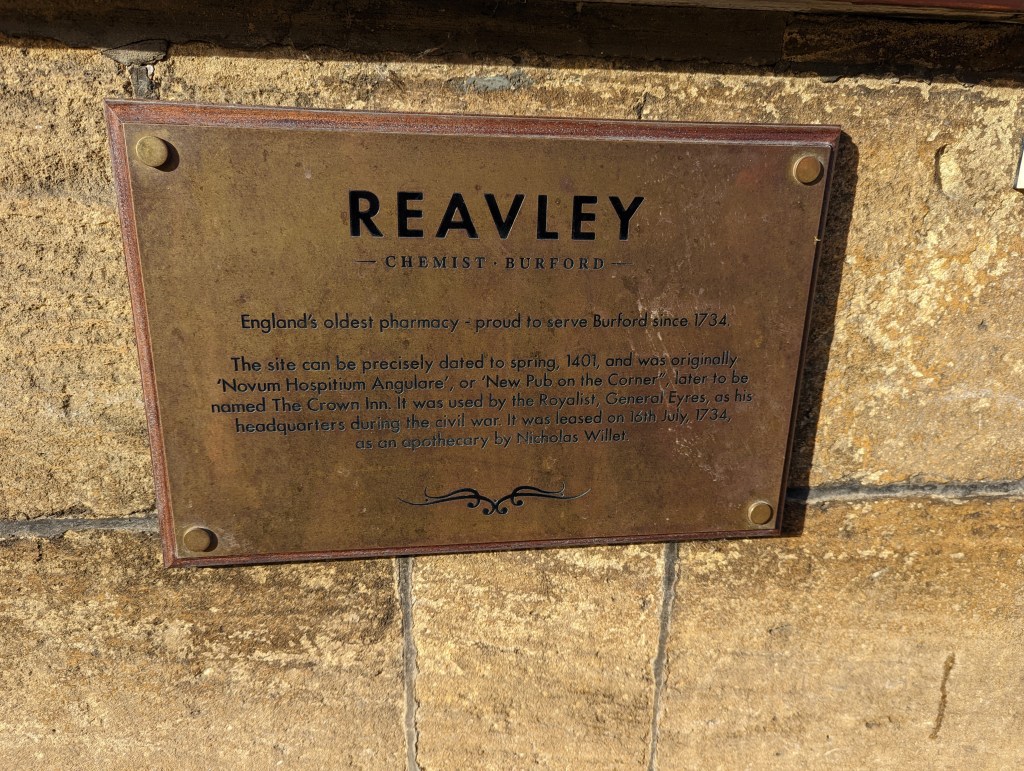 REAVLEY
CHEMIST · BURFORD
England's oldest pharmacy - proud to serve Burford since 1734.
The site can be precisely dated to spring, 1401, and was originally
'Novum Hospitium Angulare', or 'New Pub on the Corner", later to be
named The Crown Inn. It was used by the Royalist, General Eyres, as his
headquarters during the civil war. It was leased on 16th July, 1734,
as an apothecary by Nicholas Willet.